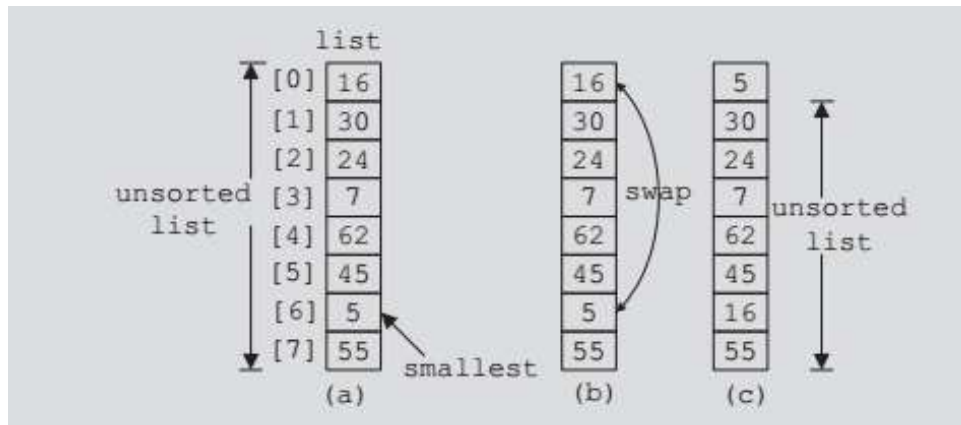 list
[0] 16 16 5
[1] 30 30 30
[2] 24 24 24
unsorted [3] 7 7 swap 7 unsorted
list [4] 62 62 62 list
[5] 45 45 45
[6] 5 5 16
[7] 55 55 55
smallest
(a) (b) (c)